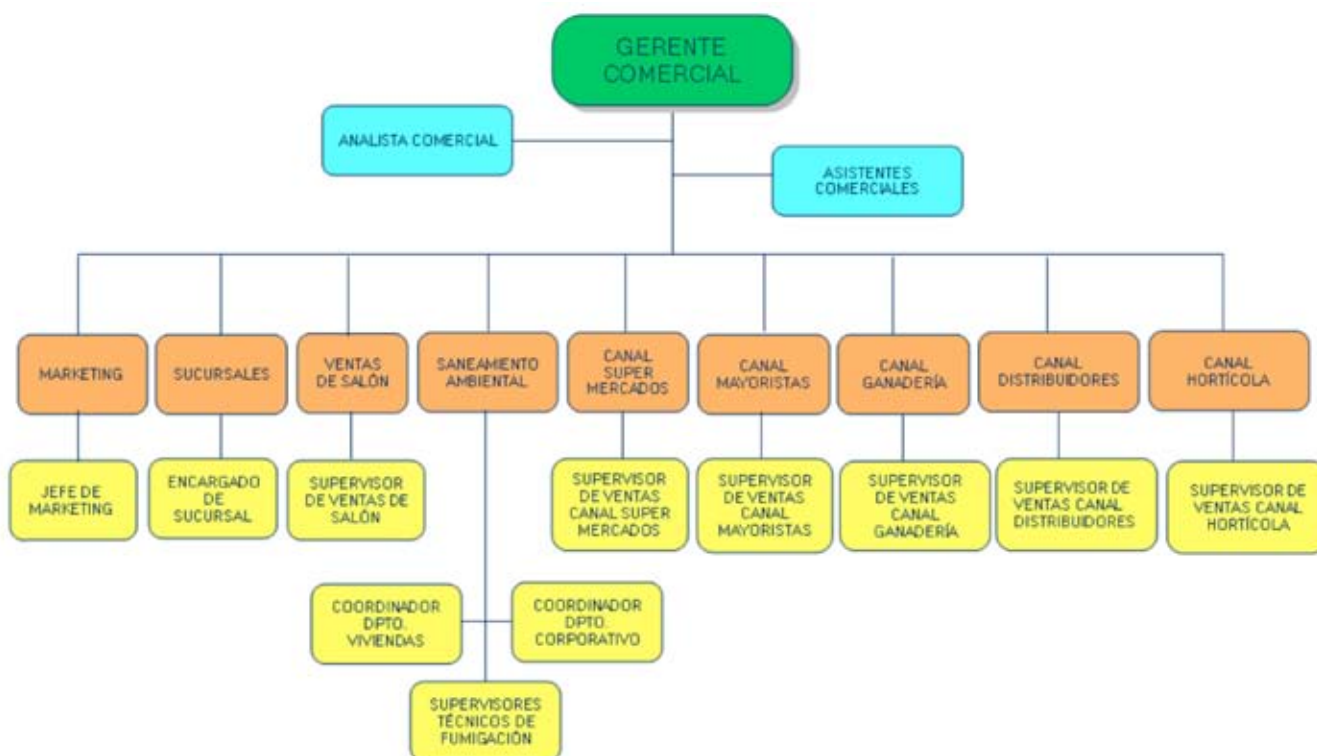 GERENTE
COMERCIAL
ANALISTA COMERCIAL
ASISTENTES
COMERCIALES
MARKETING
SUCURSALES
VENTAS
DE SALÓN
SANEAMIENTO
AMBIENTAL
CANAL
SUPER
MERCADOS
CANAL
MAYORISTAS
CANAL
GANADERÍA
CANAL
DISTRIBUIDORES
CANAL
HORTÍCOLA
JEFE DE
MARKETING
ENCARGADO
DE
SUCURSAL
SUPERVISOR
DE VENTAS DE
SALÓN
SUPERVISOR
DE VENTAS
CANAL SUPER
MERCADOS
SUPERVISOR
DE VENTAS
CANAL
MAYORISTAS
SUPERVISOR
DE VENTAS
CANAL
GANADERÍA
SUPERVISOR DE
VENTAS CANAL
DISTRIBUIDORES
SUPERVISOR DE
VENTAS CANAL
HORTÍCOLA
COORDINADOR
DPTO.
VIVIENDAS
COORDINADOR
DPTO.
CORPORATIVO
SUPERVISORES
TÉCNICOS DE
FUMIGACIÓN